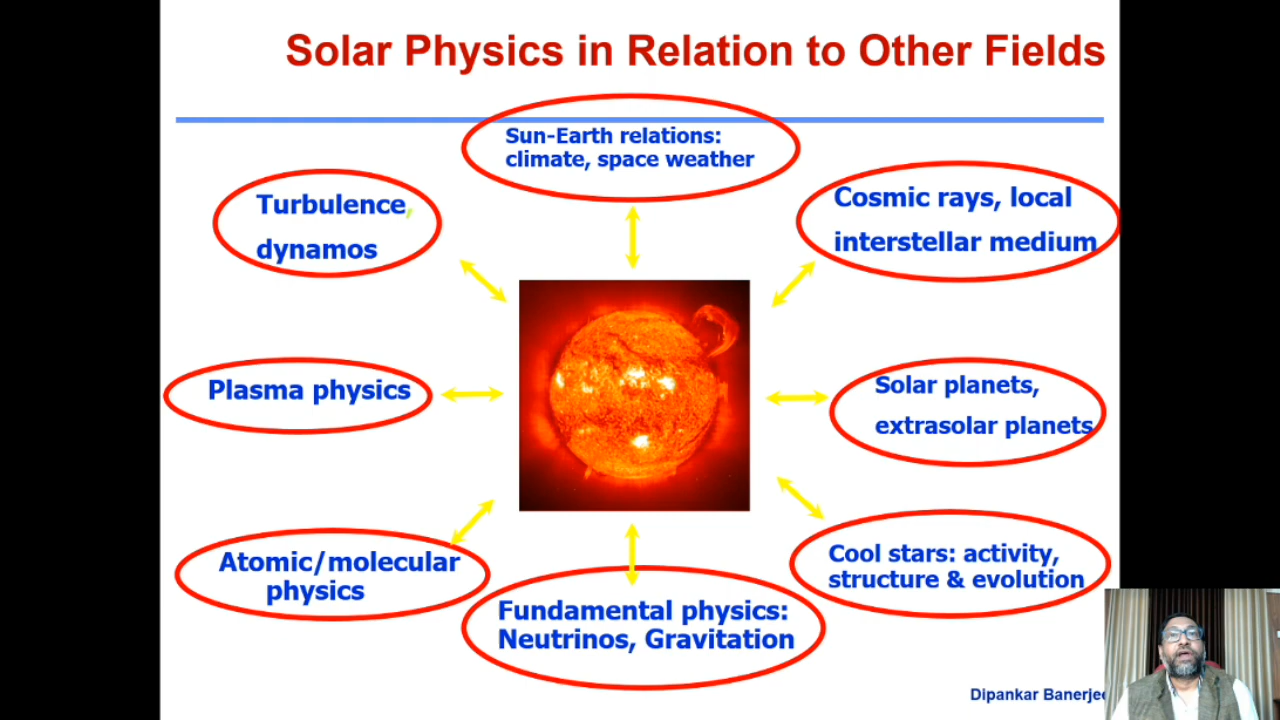 Solar Physics in Relation to Other Fields
Sun-Earth relations:
climate, space weather
Turbulence,
dynamos
Cosmic rays, local
interstellar medium
Plasma physics
Solar planets,
extrasolar planets
Atomic/molecular
physics
Cool stars: activity,
structure & evolution
Fundamental physics:
Neutrinos, Gravitation
Dipankar Banerjee